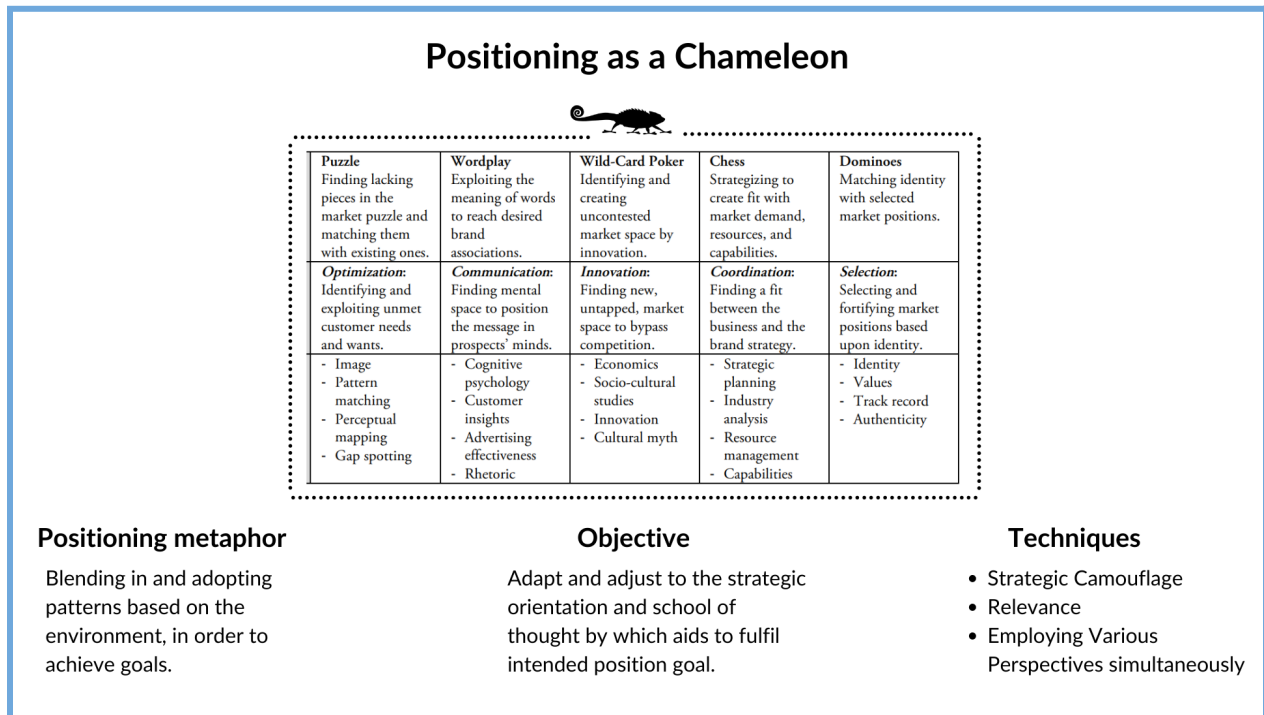 Positioning as a Chameleon
Puzzle
Finding lacking
pieces in the
market puzzle and
matching them
with existing ones.
Wordplay
Exploiting the
meaning of words
to reach desired
brand
associations.
Wild-Card Poker
Identifying and
creating
uncontested
market space by
innovation.
Chess
Strategizing to
create fit with
market demand,
resources, and
capabilities.
Dominoes
Matching identity
with selected
market positions.
Optimization:
Identifying and
exploiting unmet
customer needs
and wants.
Communication:
Finding mental
space to position
the message in
prospects’ minds.
Innovation:
Finding new,
untapped, market
space to bypass
competition.
Coordination:
Finding a fit
between the
business and the
brand strategy.
Selection:
Selecting and
fortifying market
positions based
upon identity.
- Image
- Pattern
matching
- Perceptual
mapping
- Gap spotting
- Cognitive
psychology
- Customer
insights
- Advertising
effectiveness
- Rhetoric
- Economics
- Socio-cultural
studies
- Innovation
- Cultural myth
- Strategic
planning
- Industry
analysis
- Resource
management
- Capabilities
- Identity
- Values
- Track record
- Authenticity
Positioning metaphor
Blending in and adopting
patterns based on the
environment, in order to
achieve goals.
Objective
Adapt and adjust to the strategic
orientation and school of
thought by which aids to fulfil
intended position goal.
Techniques
• Strategic Camouflage
• Relevance
• Employing Various
Perspectives simultaneously